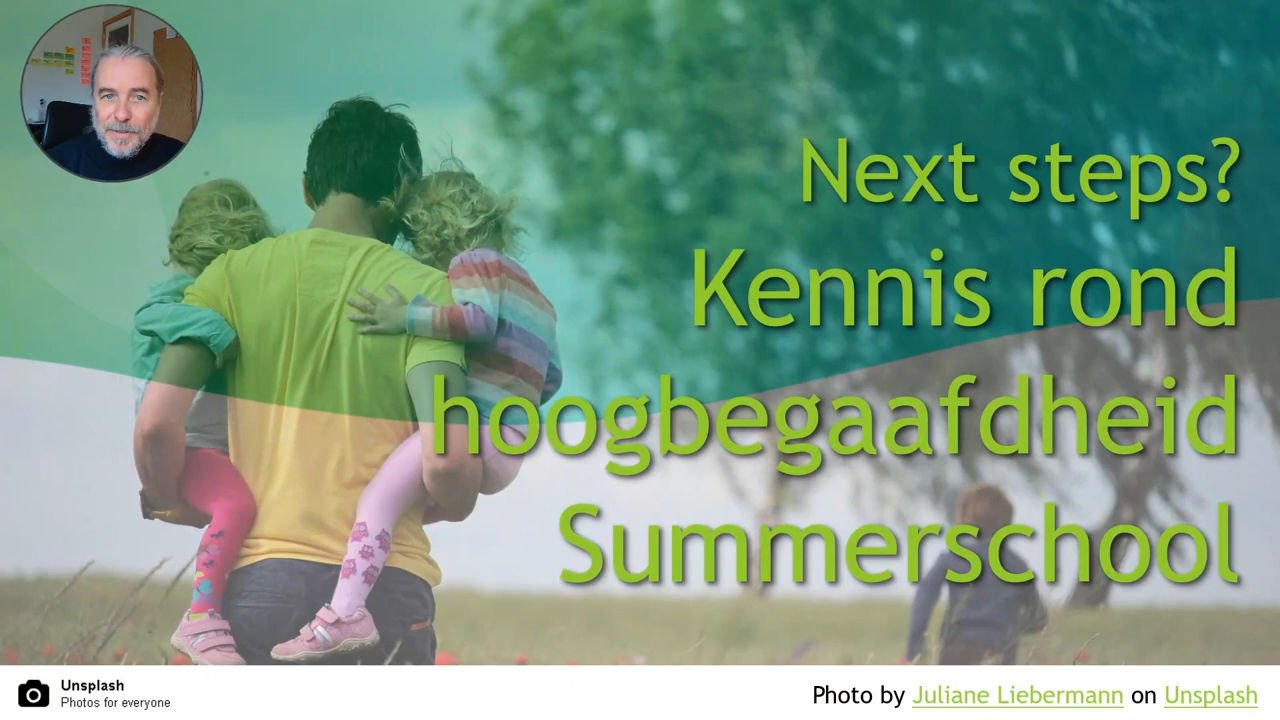 Next steps?
Kennis rond
hoogbegaafdheid
Summerschool
Unsplash
Photos for everyone
Photo by Juliane Liebermann on Unsplash